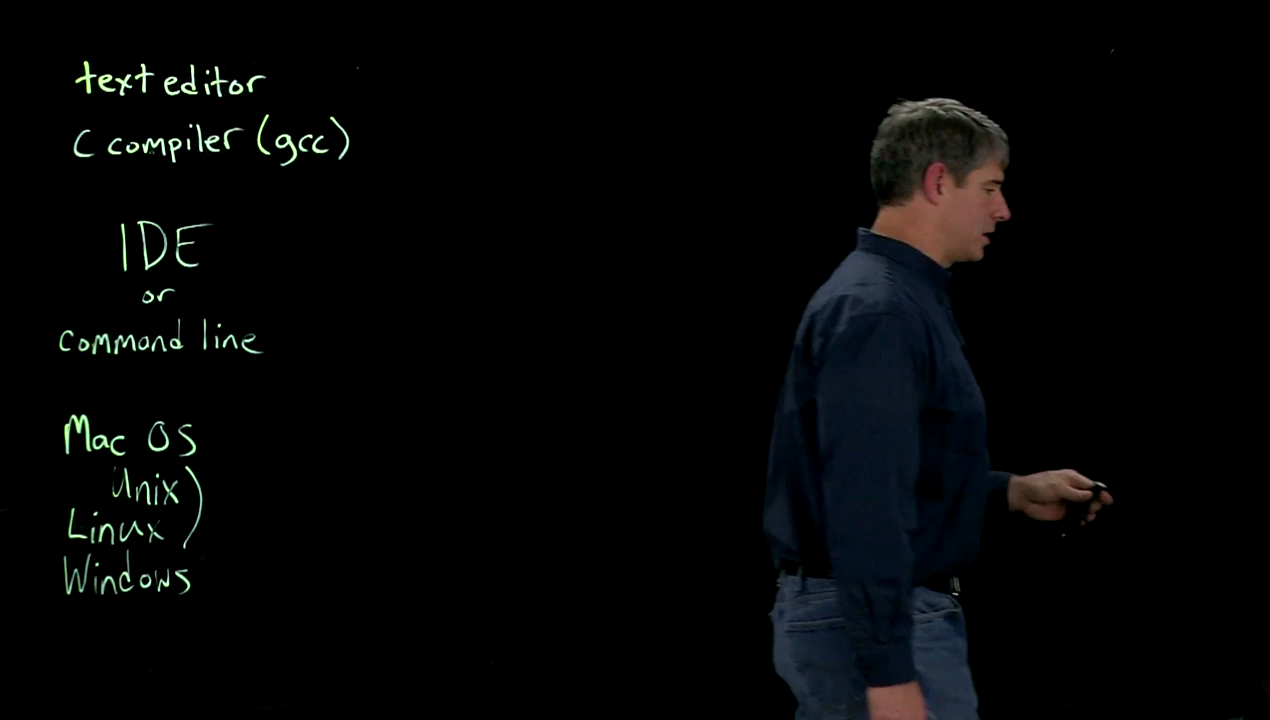 text editor
C compiler (gcc)
IDE
or
command line
Mac OS
Unix)
Linux)
Windows